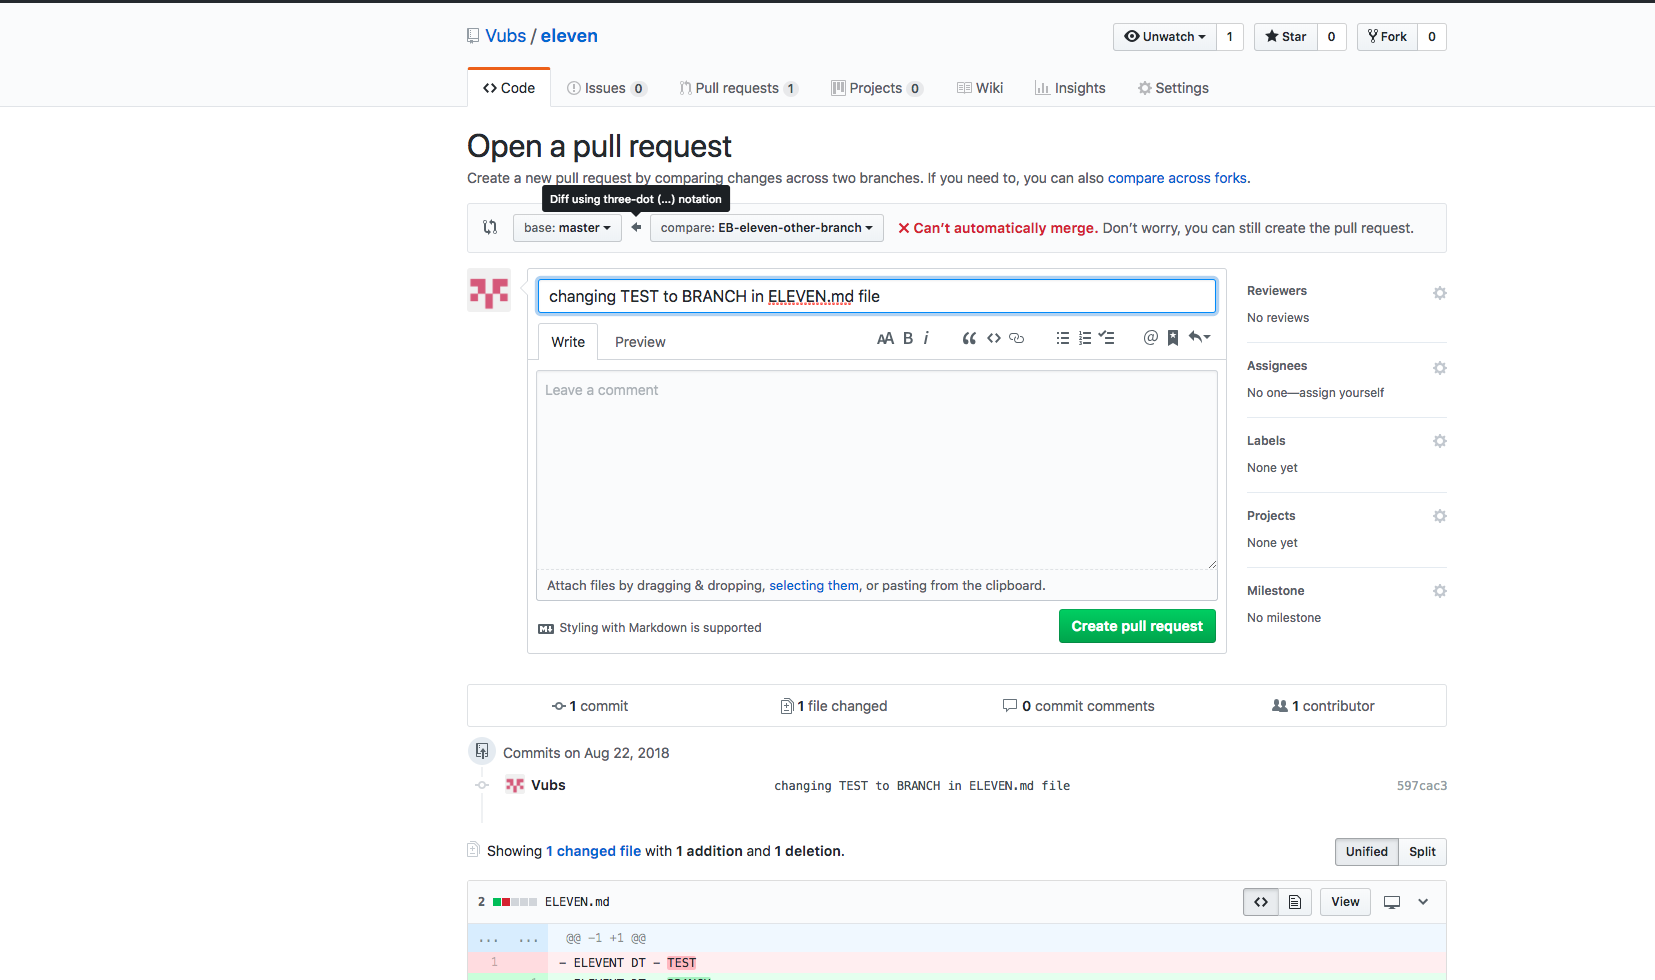 Vubs / eleven
Unwatch 1 Star 0 Fork 0
Code Issues 0 Pull requests 1 Projects 0 Wiki Insights Settings
Open a pull request
Create a new pull request by comparing changes across two branches. If you need to, you can also compare across forks.
Diff using three-dot (...) notation
base: master compare: EB-eleven-other-branch Can’t automatically merge. Don’t worry, you can still create the pull request.
changing TEST to BRANCH in ELEVEN.md file
Write Preview AA B i @
Leave a comment
Attach files by dragging & dropping, selecting them, or pasting from the clipboard.
Styling with Markdown is supported
Create pull request
Reviewers
No reviews
Assignees
No one—assign yourself
Labels
None yet
Projects
None yet
Milestone
No milestone
1 commit 1 file changed 0 commit comments 1 contributor
Commits on Aug 22, 2018
Vubs changing TEST to BRANCH in ELEVEN.md file 597cac3
Showing 1 changed file with 1 addition and 1 deletion.
Unified Split
2 ELEVEN.md View
... ... @@ -1 +1 @@
1 - ELEVENT DT - TEST